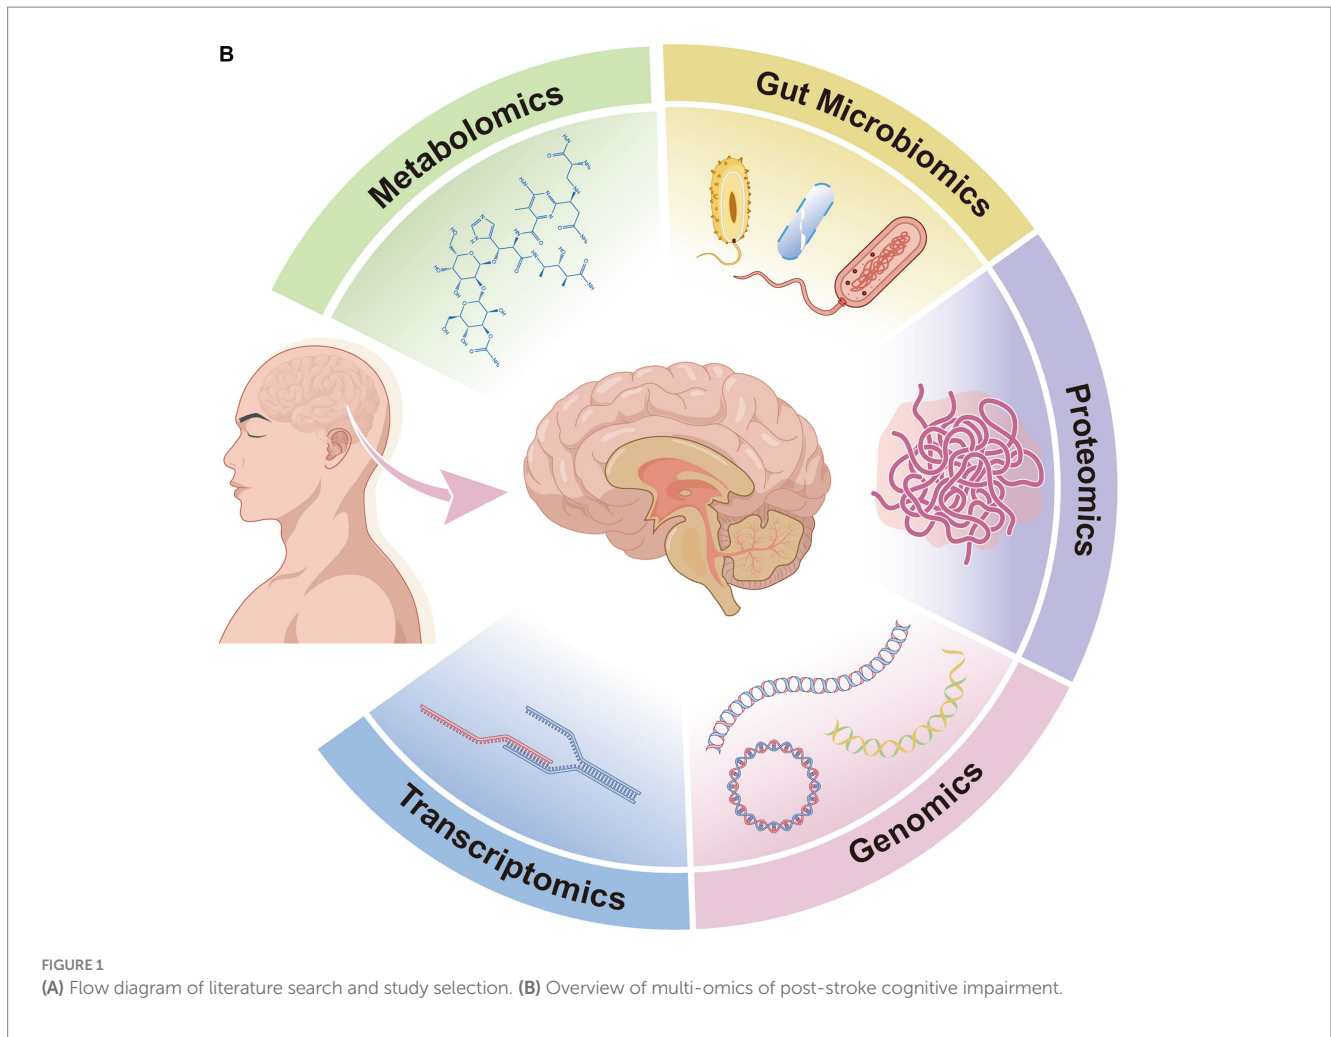 B
Metabolomics
Gut Microbiomics
Proteomics
Genomics
Transcriptomics
FIGURE 1
(A) Flow diagram of literature search and study selection. (B) Overview of multi-omics of post-stroke cognitive impairment.